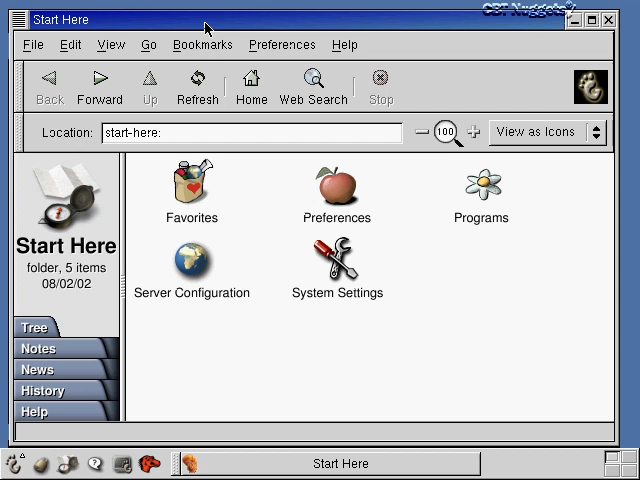 CBT Nuggets
Start Here
File Edit View Go Bookmarks Preferences Help
Back Forward Up Refresh Home Web Search Stop
Location: start-here: 100 View as Icons
Favorites Preferences Programs
Server Configuration System Settings
Start Here
folder, 5 items
08/02/02
Tree
Notes
News
History
Help
Start Here